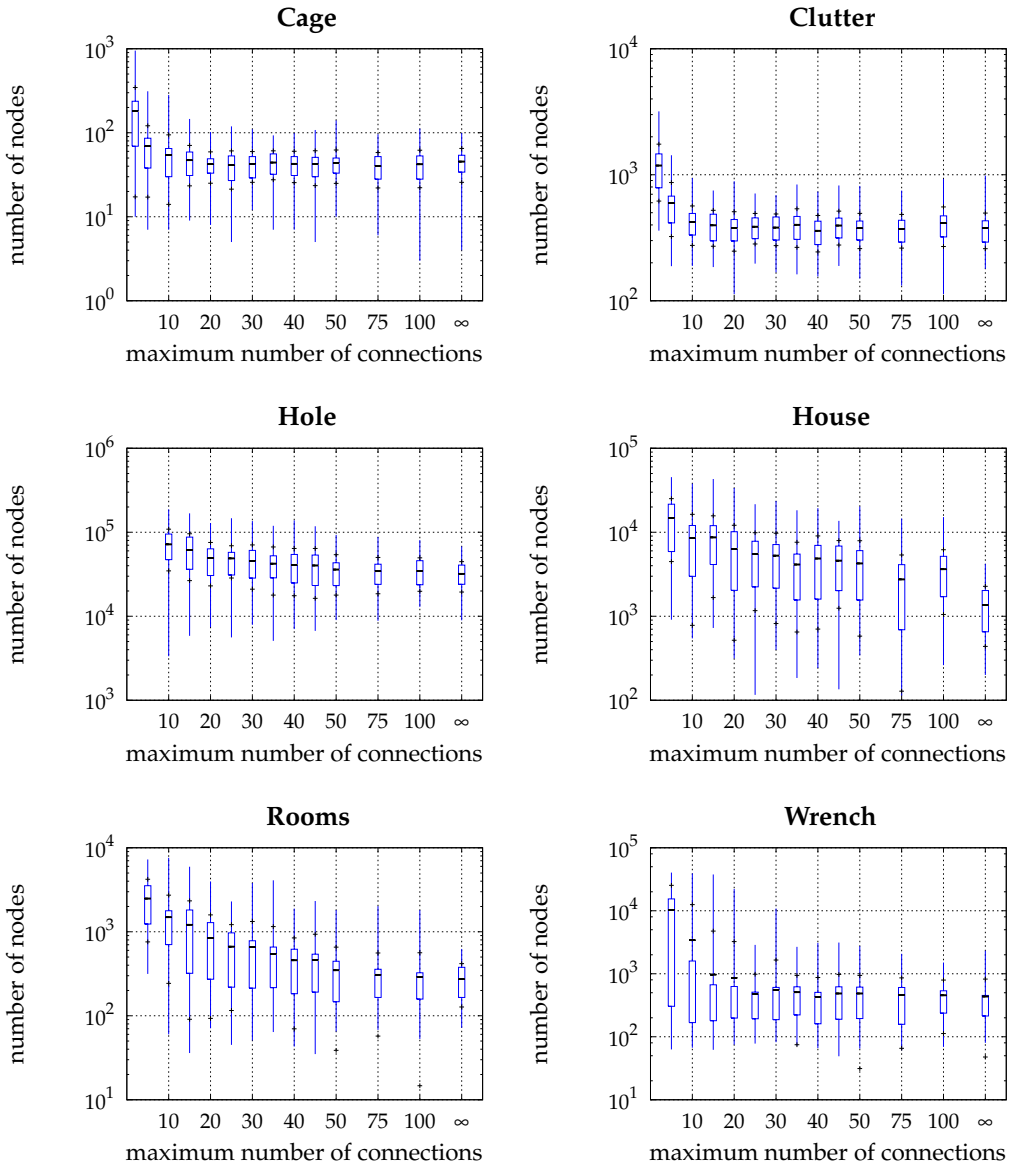 Cage
number of nodes
10^3
10^2
10^1
10^0
10 20 30 40 50 75 100 ∞
maximum number of connections
Clutter
number of nodes
10^4
10^3
10^2
10 20 30 40 50 75 100 ∞
maximum number of connections
Hole
number of nodes
10^6
10^5
10^4
10^3
10 20 30 40 50 75 100 ∞
maximum number of connections
House
number of nodes
10^5
10^4
10^3
10^2
10 20 30 40 50 75 100 ∞
maximum number of connections
Rooms
number of nodes
10^4
10^3
10^2
10^1
10 20 30 40 50 75 100 ∞
maximum number of connections
Wrench
number of nodes
10^5
10^4
10^3
10^2
10^1
10 20 30 40 50 75 100 ∞
maximum number of connections